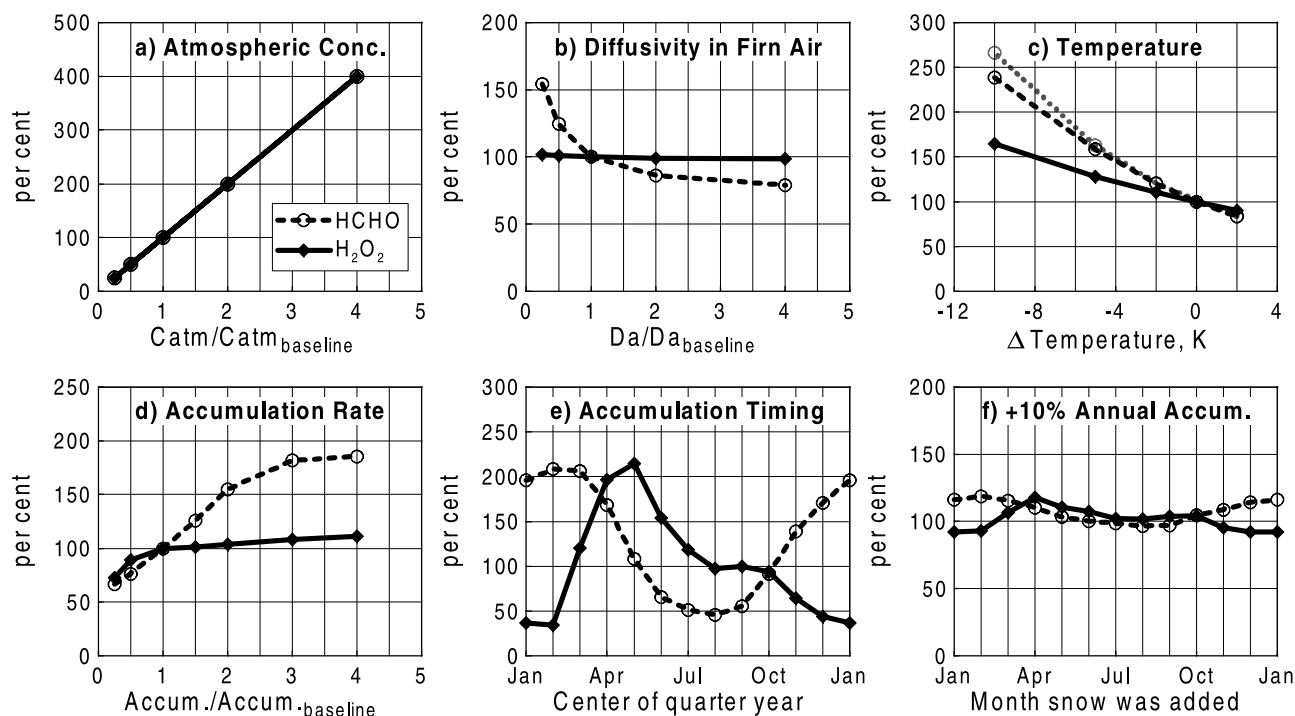 a) Atmospheric Conc.
per cent
500
400
300
200
100
0
HCHO
H₂O₂
0 1 2 3 4 5
Catm/Catm baseline
b) Diffusivity in Firn Air
per cent
200
150
100
50
0
0 1 2 3 4 5
Da/Da baseline
c) Temperature
per cent
300
250
200
150
100
50
0
-12 -8 -4 0 4
Δ Temperature, K
d) Accumulation Rate
per cent
250
200
150
100
50
0
0 1 2 3 4 5
Accum./Accum. baseline
e) Accumulation Timing
per cent
300
250
200
150
100
50
0
Jan Apr Jul Oct Jan
Center of quarter year
f) +10% Annual Accum.
per cent
200
150
100
50
0
Jan Apr Jul Oct Jan
Month snow was added